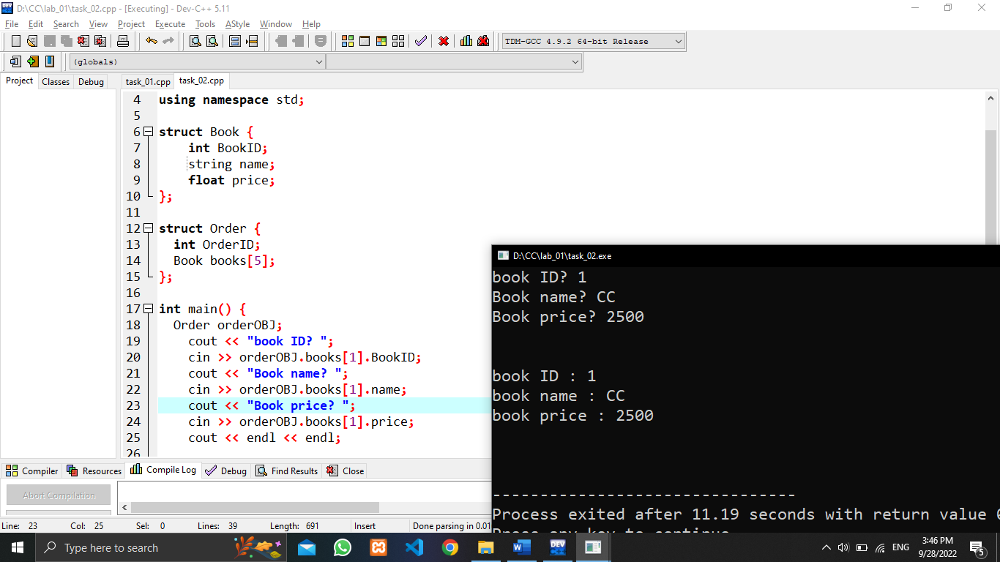 D:\CC\lab_01\task_02.cpp - [Executing] - Dev-C++ 5.11
File Edit Search View Project Execute Tools AStyle Window Help
TDM-GCC 4.9.2 64-bit Release
(globals)
Project Classes Debug
task_01.cpp task_02.cpp
4 using namespace std;
5
6 struct Book {
7 int BookID;
8 string name;
9 float price;
10 };
11
12 struct Order {
13 int OrderID;
14 Book books[5];
15 };
16
17 int main() {
18 Order orderOBJ;
19 cout << "book ID? ";
20 cin >> orderOBJ.books[1].BookID;
21 cout << "Book name? ";
22 cin >> orderOBJ.books[1].name;
23 cout << "Book price? ";
24 cin >> orderOBJ.books[1].price;
25 cout << endl << endl;
26
D:\CC\lab_01\task_02.exe
book ID? 1
Book name? CC
Book price? 2500
book ID : 1
book name : CC
book price : 2500
--------------------------------
Process exited after 11.19 seconds with return value 0
Press any key to continue
Compiler Resources Compile Log Debug Find Results Close
Abort Compilation
Line: 23 Col: 25 Sel: 0 Lines: 39 Length: 691 Insert Done parsing in 0.01
Type here to search
DEV
ENG
3:46 PM
9/28/2022
5